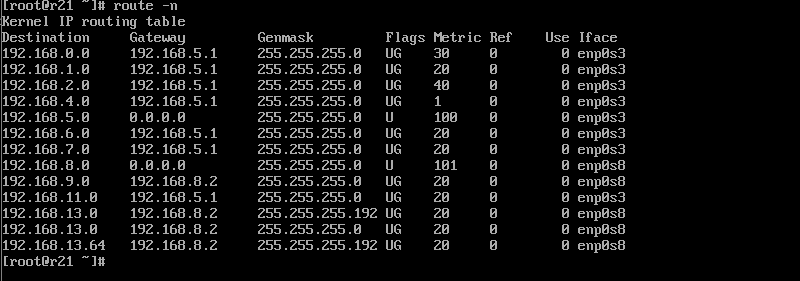 [root@r21 ~]# route -n
Kernel IP routing table
Destination     Gateway         Genmask         Flags Metric Ref    Use Iface
192.168.0.0     192.168.5.1     255.255.255.0   UG    30     0        0 enp0s3
192.168.1.0     192.168.5.1     255.255.255.0   UG    20     0        0 enp0s3
192.168.2.0     192.168.5.1     255.255.255.0   UG    40     0        0 enp0s3
192.168.4.0     192.168.5.1     255.255.255.0   UG    1      0        0 enp0s3
192.168.5.0     0.0.0.0         255.255.255.0   U     100    0        0 enp0s3
192.168.6.0     192.168.5.1     255.255.255.0   UG    20     0        0 enp0s3
192.168.7.0     192.168.5.1     255.255.255.0   UG    20     0        0 enp0s3
192.168.8.0     0.0.0.0         255.255.255.0   U     101    0        0 enp0s8
192.168.9.0     192.168.8.2     255.255.255.0   UG    20     0        0 enp0s8
192.168.11.0    192.168.5.1     255.255.255.0   UG    20     0        0 enp0s3
192.168.13.0    192.168.8.2     255.255.255.192 UG    20     0        0 enp0s8
192.168.13.0    192.168.8.2     255.255.255.0   UG    20     0        0 enp0s8
192.168.13.64   192.168.8.2     255.255.255.192 UG    20     0        0 enp0s8
[root@r21 ~]#